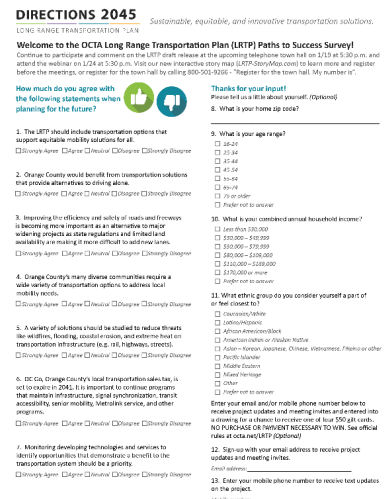 DIRECTIONS 2045
LONG RANGE TRANSPORTATION PLAN
Sustainable, equitable, and innovative transportation solutions.
Welcome to the OCTA Long Range Transportation Plan (LRTP) Paths to Success Survey!
Continue to participate and comment on the LRTP draft release at the upcoming telephone town hall on 1/19 at 5:30 p.m. and
attend the webinar on 1/24 at 5:30 p.m. Visit our new interactive story map (LRTP-StoryMap.com) to learn more and register
before the meetings, or register for the town hall by calling 800-501-9266 - "Register for the town hall. My number is".
How much do you agree with
the following statements when
planning for the future?
1. The LRTP should include transportation options that
support equitable mobility solutions for all.
Strongly Agree Agree Neutral Disagree Strongly Disagree
2. Orange County would benefit from transportation solutions
that provide alternatives to driving alone.
Strongly Agree Agree Neutral Disagree Strongly Disagree
3. Improving the efficiency and safety of roads and freeways
is becoming more important as an alternative to major
widening projects as state regulations and limited land
availability are making it more difficult to add new lanes.
Strongly Agree Agree Neutral Disagree Strongly Disagree
4. Orange County's many diverse communities require a
wide variety of transportation options to address local
mobility needs.
Strongly Agree Agree Neutral Disagree Strongly Disagree
5. A variety of solutions should be studied to reduce threats
like wildfires, flooding, coastal erosion, and extreme heat on
transportation infrastructure (e.g. rail, highways, streets).
Strongly Agree Agree Neutral Disagree Strongly Disagree
6. OC Go, Orange County's local transportation sales tax, is
set to expire in 2041. It is important to continue programs
that maintain infrastructure, signal synchronization, transit
accessibility, senior mobility, Metrolink service, and other
programs.
Strongly Agree Agree Neutral Disagree Strongly Disagree
7. Monitoring developing technologies and services to
identify opportunities that demonstrate a benefit to the
transportation system should be a priority.
Strongly Agree Agree Neutral Disagree Strongly Disagree
Thanks for your input!
Please tell us a little about yourself. (Optional)
8. What is your home zip code?
9. What is your age range?
18-24
25-34
35-44
45-54
55-64
65-74
75 or older
Prefer not to answer
10. What is your combined annual household income?
Less than $30,000
$50,000 - $79,999
$80,000 - $109,000
$110,000 - $169,000
$170,000 or more
Prefer not to answer
11. What ethnic group do you consider yourself a part of
or feel closest to?
Caucasian/White
Latino/Hispanic
African American/Black
American Indian or Alaskan Native
Asian – Korean, Japanese, Chinese, Vietnamese, Filipino or other
Pacific Islander
Middle Eastern
Mixed Heritage
Other
Prefer not to answer
Enter your email and/or mobile phone number below to
receive project updates and meeting invites and entered into
a drawing for a chance to receive one of four $50 gift cards.
NO PURCHASE OR PAYMENT NECESSARY TO WIN. See official
rules at octa.net/LRTP (Optional)
12. Sign-up with your email address to receive project
updates and meeting invites.
Email address:
13. Enter your mobile phone number to receive text updates
on the project.